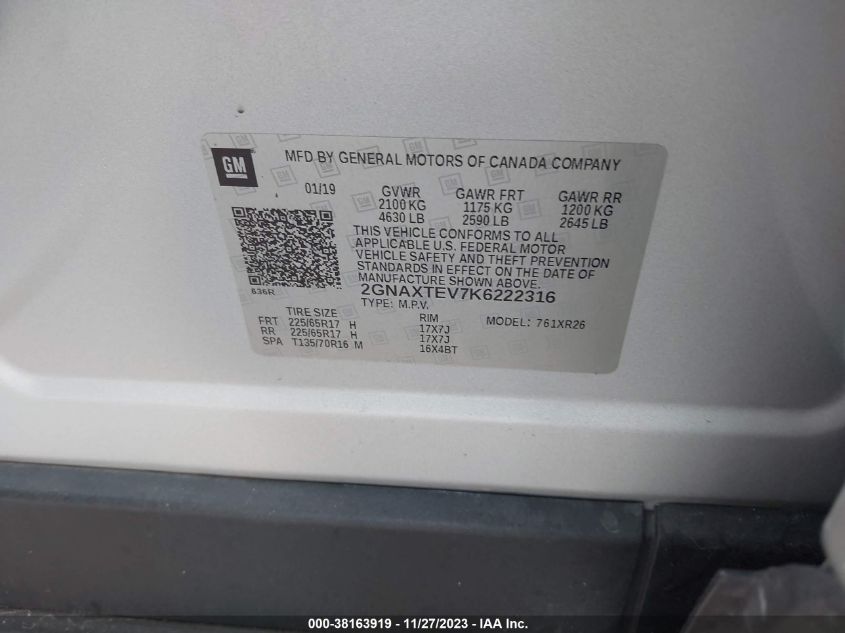 GM
MFD BY GENERAL MOTORS OF CANADA COMPANY
01/19 GVWR GAWR FRT GAWR RR
2100 KG 1175 KG 1200 KG
4630 LB 2590 LB 2645 LB
THIS VEHICLE CONFORMS TO ALL
APPLICABLE U.S. FEDERAL MOTOR
VEHICLE SAFETY AND THEFT PREVENTION
STANDARDS IN EFFECT ON THE DATE OF
MANUFACTURE SHOWN ABOVE.
836R
2GNAXTEV7K6222316
TYPE: M.P.V. MODEL: 761XR26
TIRE SIZE RIM
FRT 225/65R17 H 17X7J
RR 225/65R17 H 17X7J
SPA T135/70R16 M 16X4BT
000-38163919 - 11/27/2023 - IAA Inc.